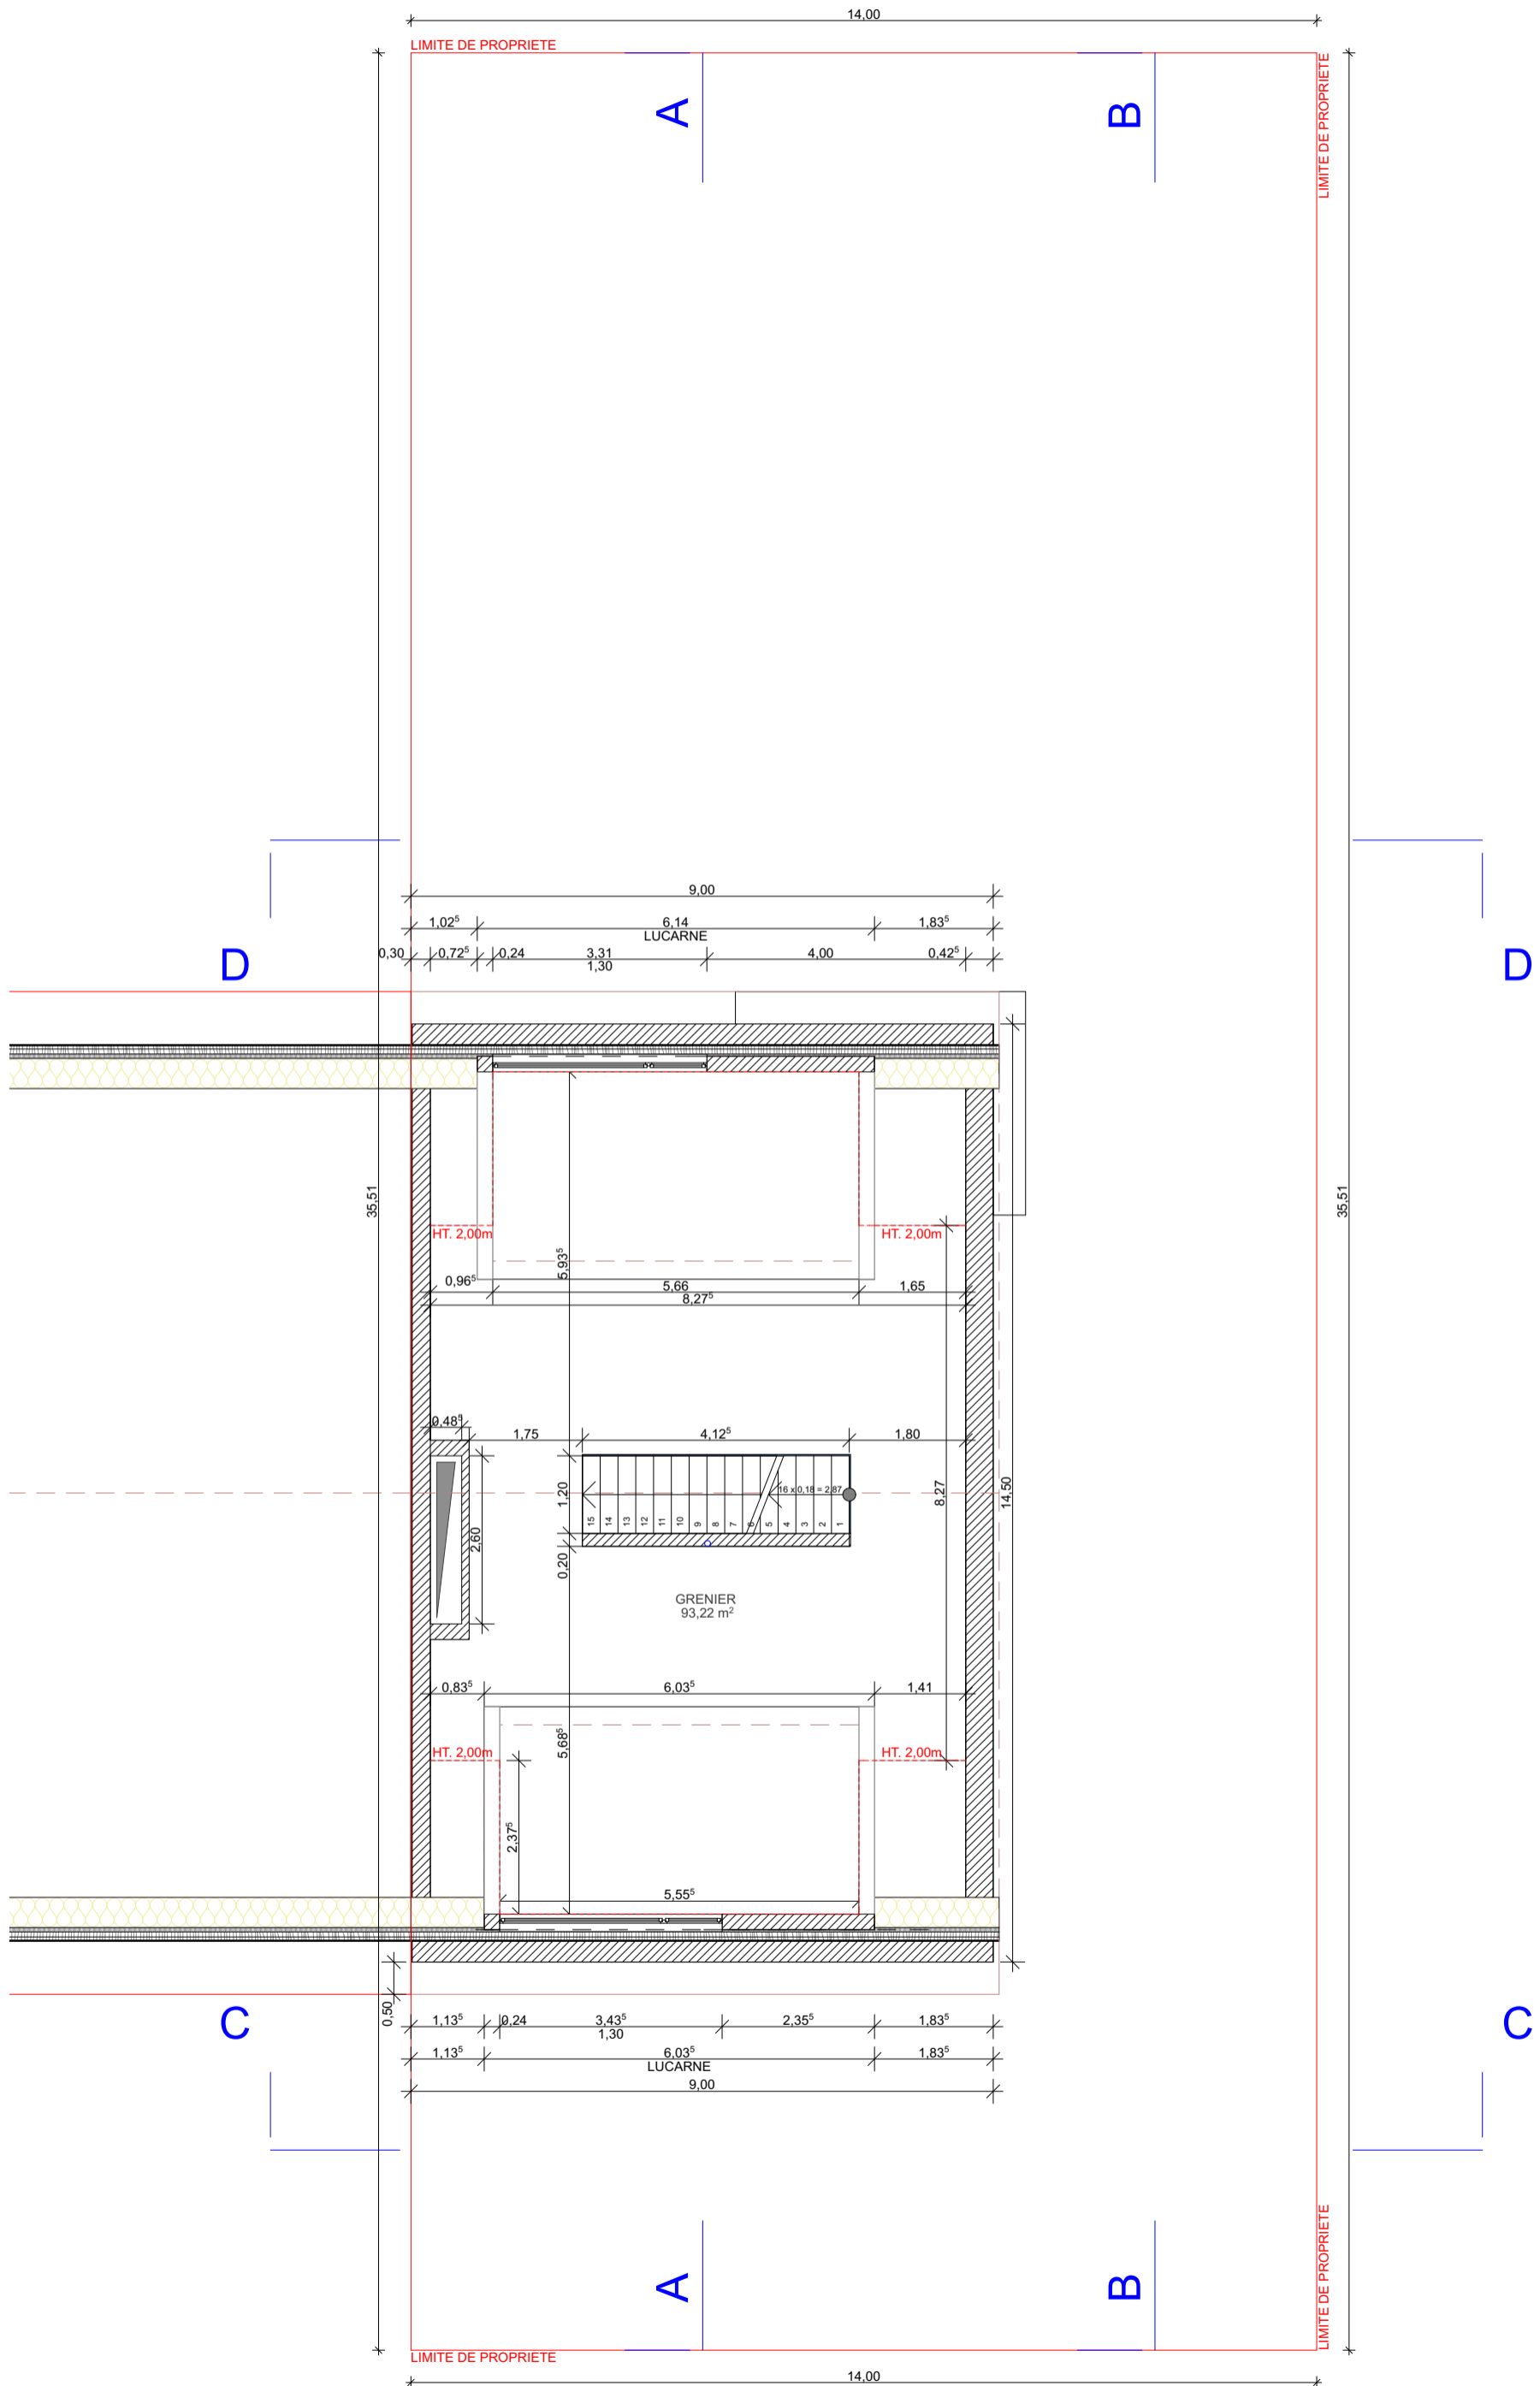 14,00
LIMITE DE PROPRIETE
LIMITE DE PROPRIETE
A
B
9,00
1,02⁵ 6,14 1,83⁵
LUCARNE
0,30 0,72⁵ 0,24 3,31 4,00 0,42⁵
1,30
D
D
35,51
35,51
HT. 2,00m
HT. 2,00m
5,93⁵
0,96⁵ 5,66 1,65
8,27⁵
0,48⁵
1,75 4,12⁵ 1,80
1,20
16 x 0,18 = 2,87
8,27
14,50
15 14 13 12 11 10 9 8 7 6 5 4 3 2 1
2,60
0,20
GRENIER
93,22 m²
0,83⁵ 6,03⁵ 1,41
5,68⁵
HT. 2,00m
HT. 2,00m
2,37⁵
5,55⁵
0,50
C
C
1,13⁵ 0,24 3,43⁵ 2,35⁵ 1,83⁵
1,30
1,13⁵ 6,03⁵ 1,83⁵
LUCARNE
9,00
A
B
LIMITE DE PROPRIETE
LIMITE DE PROPRIETE
14,00